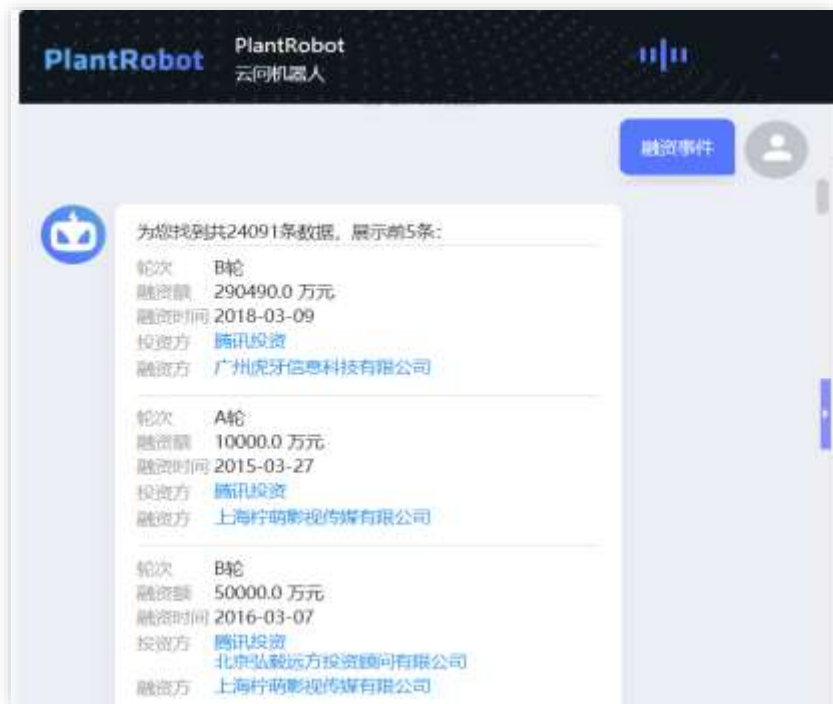 PlantRobot
PlantRobot
云问机器人
融资事件
为您找到共24091条数据，展示前5条：
轮次 B轮
融资额 290490.0 万元
融资时间 2018-03-09
投资方 腾讯投资
融资方 广州虎牙信息科技有限公司
轮次 A轮
融资额 10000.0 万元
融资时间 2015-03-27
投资方 腾讯投资
融资方 上海柠萌影视传媒有限公司
轮次 B轮
融资额 50000.0 万元
融资时间 2016-03-07
投资方 腾讯投资
北京弘毅远方投资顾问有限公司
融资方 上海柠萌影视传媒有限公司